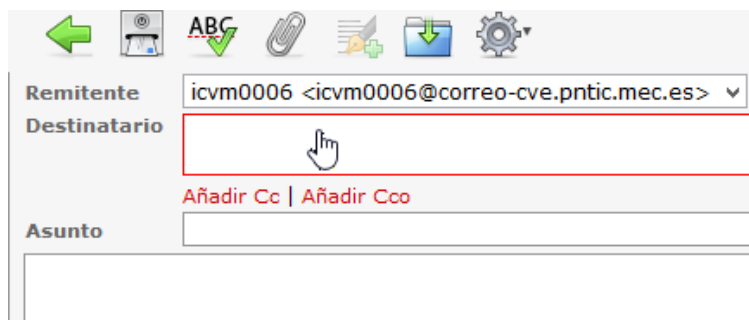 ABC
Remitente icvm0006 <icvm0006@correo-cve.pntic.mec.es>
Destinatario
Añadir Cc | Añadir Cco
Asunto